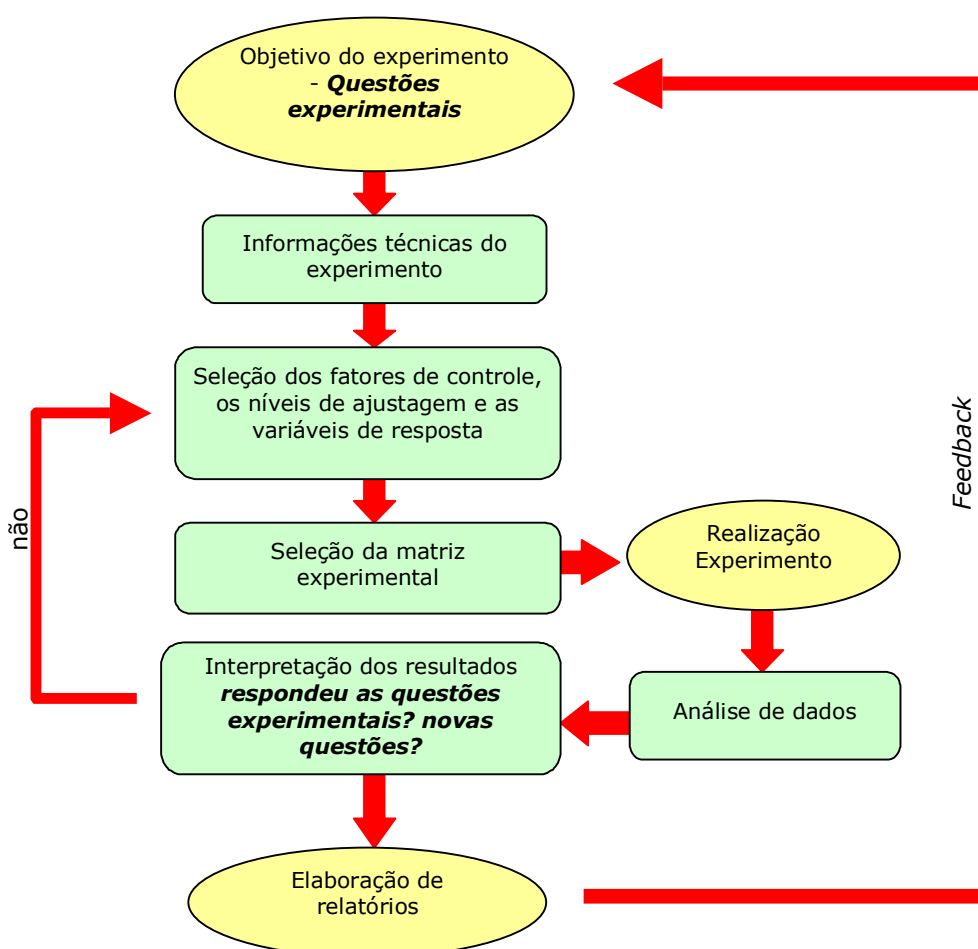 Objetivo do experimento
- Questões
experimentais
Informações técnicas do
experimento
Seleção dos fatores de controle,
os níveis de ajustagem e as
variáveis de resposta
não
Feedback
Seleção da matriz
experimental
Realização
Experimento
Interpretação dos resultados
respondeu as questões
experimentais? novas
questões?
Análise de dados
Elaboração de
relatórios